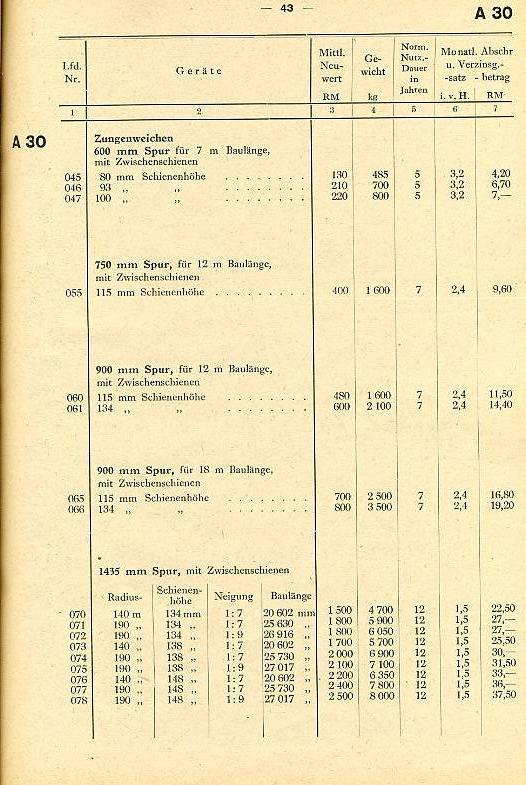 — 43 —
A 30
Lfd. Nr. Geräte Mittl. Neu- wert RM Ge- wicht kg Norm. Nutz.- Dauer in Jahren Monatl. Abschr u. Verzinsg.- -satz - betrag i. v. H. RM
1 2 3 4 5 6 7
A 30
Zungenweichen
600 mm Spur für 7 m Baulänge,
mit Zwischenschienen
045 80 mm Schienenhöhe . . . . . . . . 130 485 5 3,2 4,20
046 93 „ „ . . . . . . . . 210 700 5 3,2 6,70
047 100 „ „ . . . . . . . . 220 800 5 3,2 7,—
750 mm Spur, für 12 m Baulänge,
mit Zwischenschienen
055 115 mm Schienenhöhe . . . . . . . . . 400 1 600 7 2,4 9,60
900 mm Spur, für 12 m Baulänge,
mit Zwischenschienen
060 115 mm Schienenhöhe . . . . . . . . 480 1 600 7 2,4 11,50
061 134 „ „ . . . . . . . . 600 2 100 7 2,4 14,40
900 mm Spur, für 18 m Baulänge,
mit Zwischenschienen
065 115 mm Schienenhöhe . . . . . . . . 700 2 500 7 2,4 16,80
066 134 „ „ . . . . . . . . 800 3 500 7 2,4 19,20
1435 mm Spur, mit Zwischenschienen
Radius- Schienen- höhe Neigung Baulänge
070 140 m 134 mm 1 : 7 20 602 mm 1 500 4 700 12 1,5 22,50
071 190 „ 134 „ 1 : 7 25 630 „ 1 800 5 900 12 1,5 27,—
072 190 „ 134 „ 1 : 9 26 916 „ 1 800 6 050 12 1,5 27,—
073 140 „ 138 „ 1 : 7 20 602 „ 1 700 5 700 12 1,5 25,50
074 190 „ 138 „ 1 : 7 25 730 „ 2 000 6 900 12 1,5 30,—
075 190 „ 138 „ 1 : 9 27 017 „ 2 100 7 100 12 1,5 31,50
076 140 „ 148 „ 1 : 7 20 602 „ 2 200 6 350 12 1,5 33,—
077 190 „ 148 „ 1 : 7 25 730 „ 2 400 7 800 12 1,5 36,—
078 190 „ 148 „ 1 : 9 27 017 „ 2 500 8 000 12 1,5 37,50